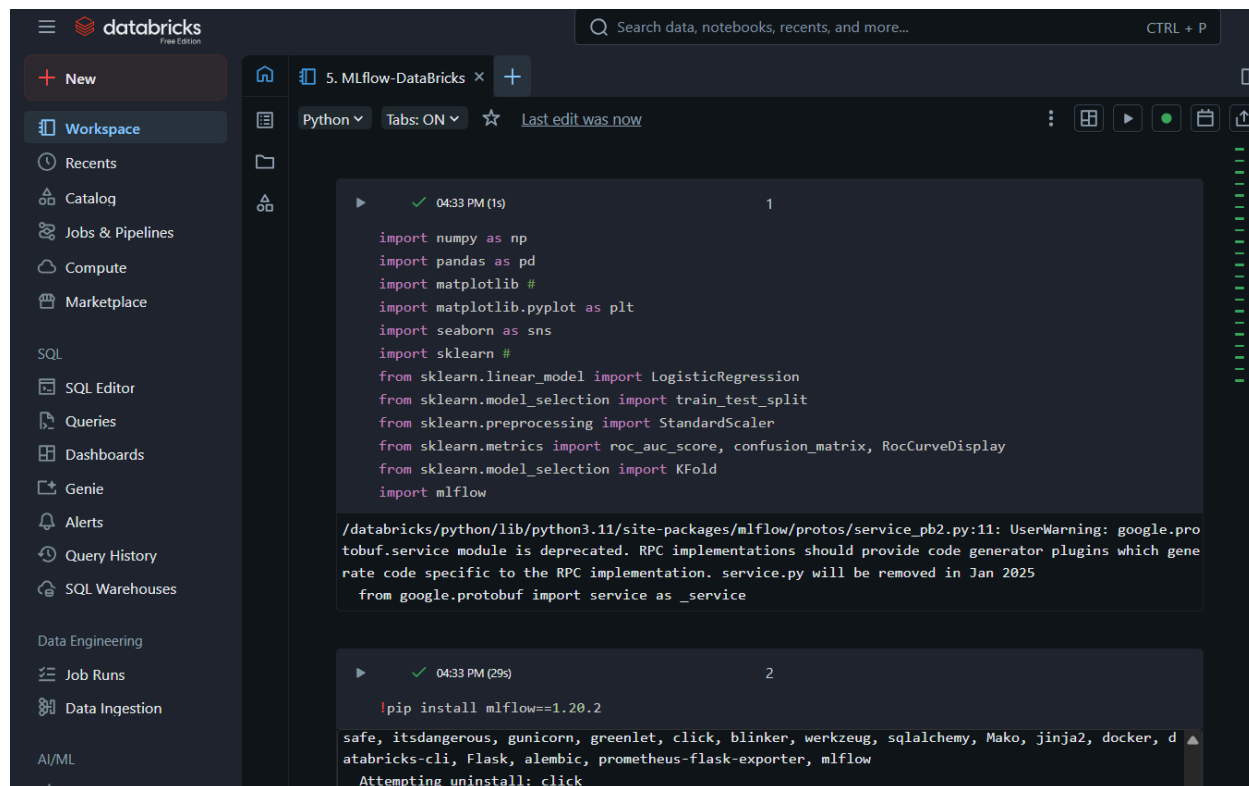 databricks
Free Edition
Search data, notebooks, recents, and more...
CTRL + P
New
Workspace
Recents
Catalog
Jobs & Pipelines
Compute
Marketplace
SQL
SQL Editor
Queries
Dashboards
Genie
Alerts
Query History
SQL Warehouses
Data Engineering
Job Runs
Data Ingestion
AI/ML
5. MLflow-DataBricks
Python
Tabs: ON
Last edit was now
04:33 PM (1s)
1
import numpy as np
import pandas as pd
import matplotlib #
import matplotlib.pyplot as plt
import seaborn as sns
import sklearn #
from sklearn.linear_model import LogisticRegression
from sklearn.model_selection import train_test_split
from sklearn.preprocessing import StandardScaler
from sklearn.metrics import roc_auc_score, confusion_matrix, RocCurveDisplay
from sklearn.model_selection import KFold
import mlflow
/databricks/python/lib/python3.11/site-packages/mlflow/protos/service_pb2.py:11: UserWarning: google.pro
tobuf.service module is deprecated. RPC implementations should provide code generator plugins which gene
rate code specific to the RPC implementation. service.py will be removed in Jan 2025
from google.protobuf import service as _service
04:33 PM (29s)
2
!pip install mlflow==1.20.2
safe, itsdangerous, gunicorn, greenlet, click, blinker, werkzeug, sqlalchemy, Mako, jinja2, docker, d
atabricks-cli, Flask, alembic, prometheus-flask-exporter, mlflow
Attempting uninstall: click